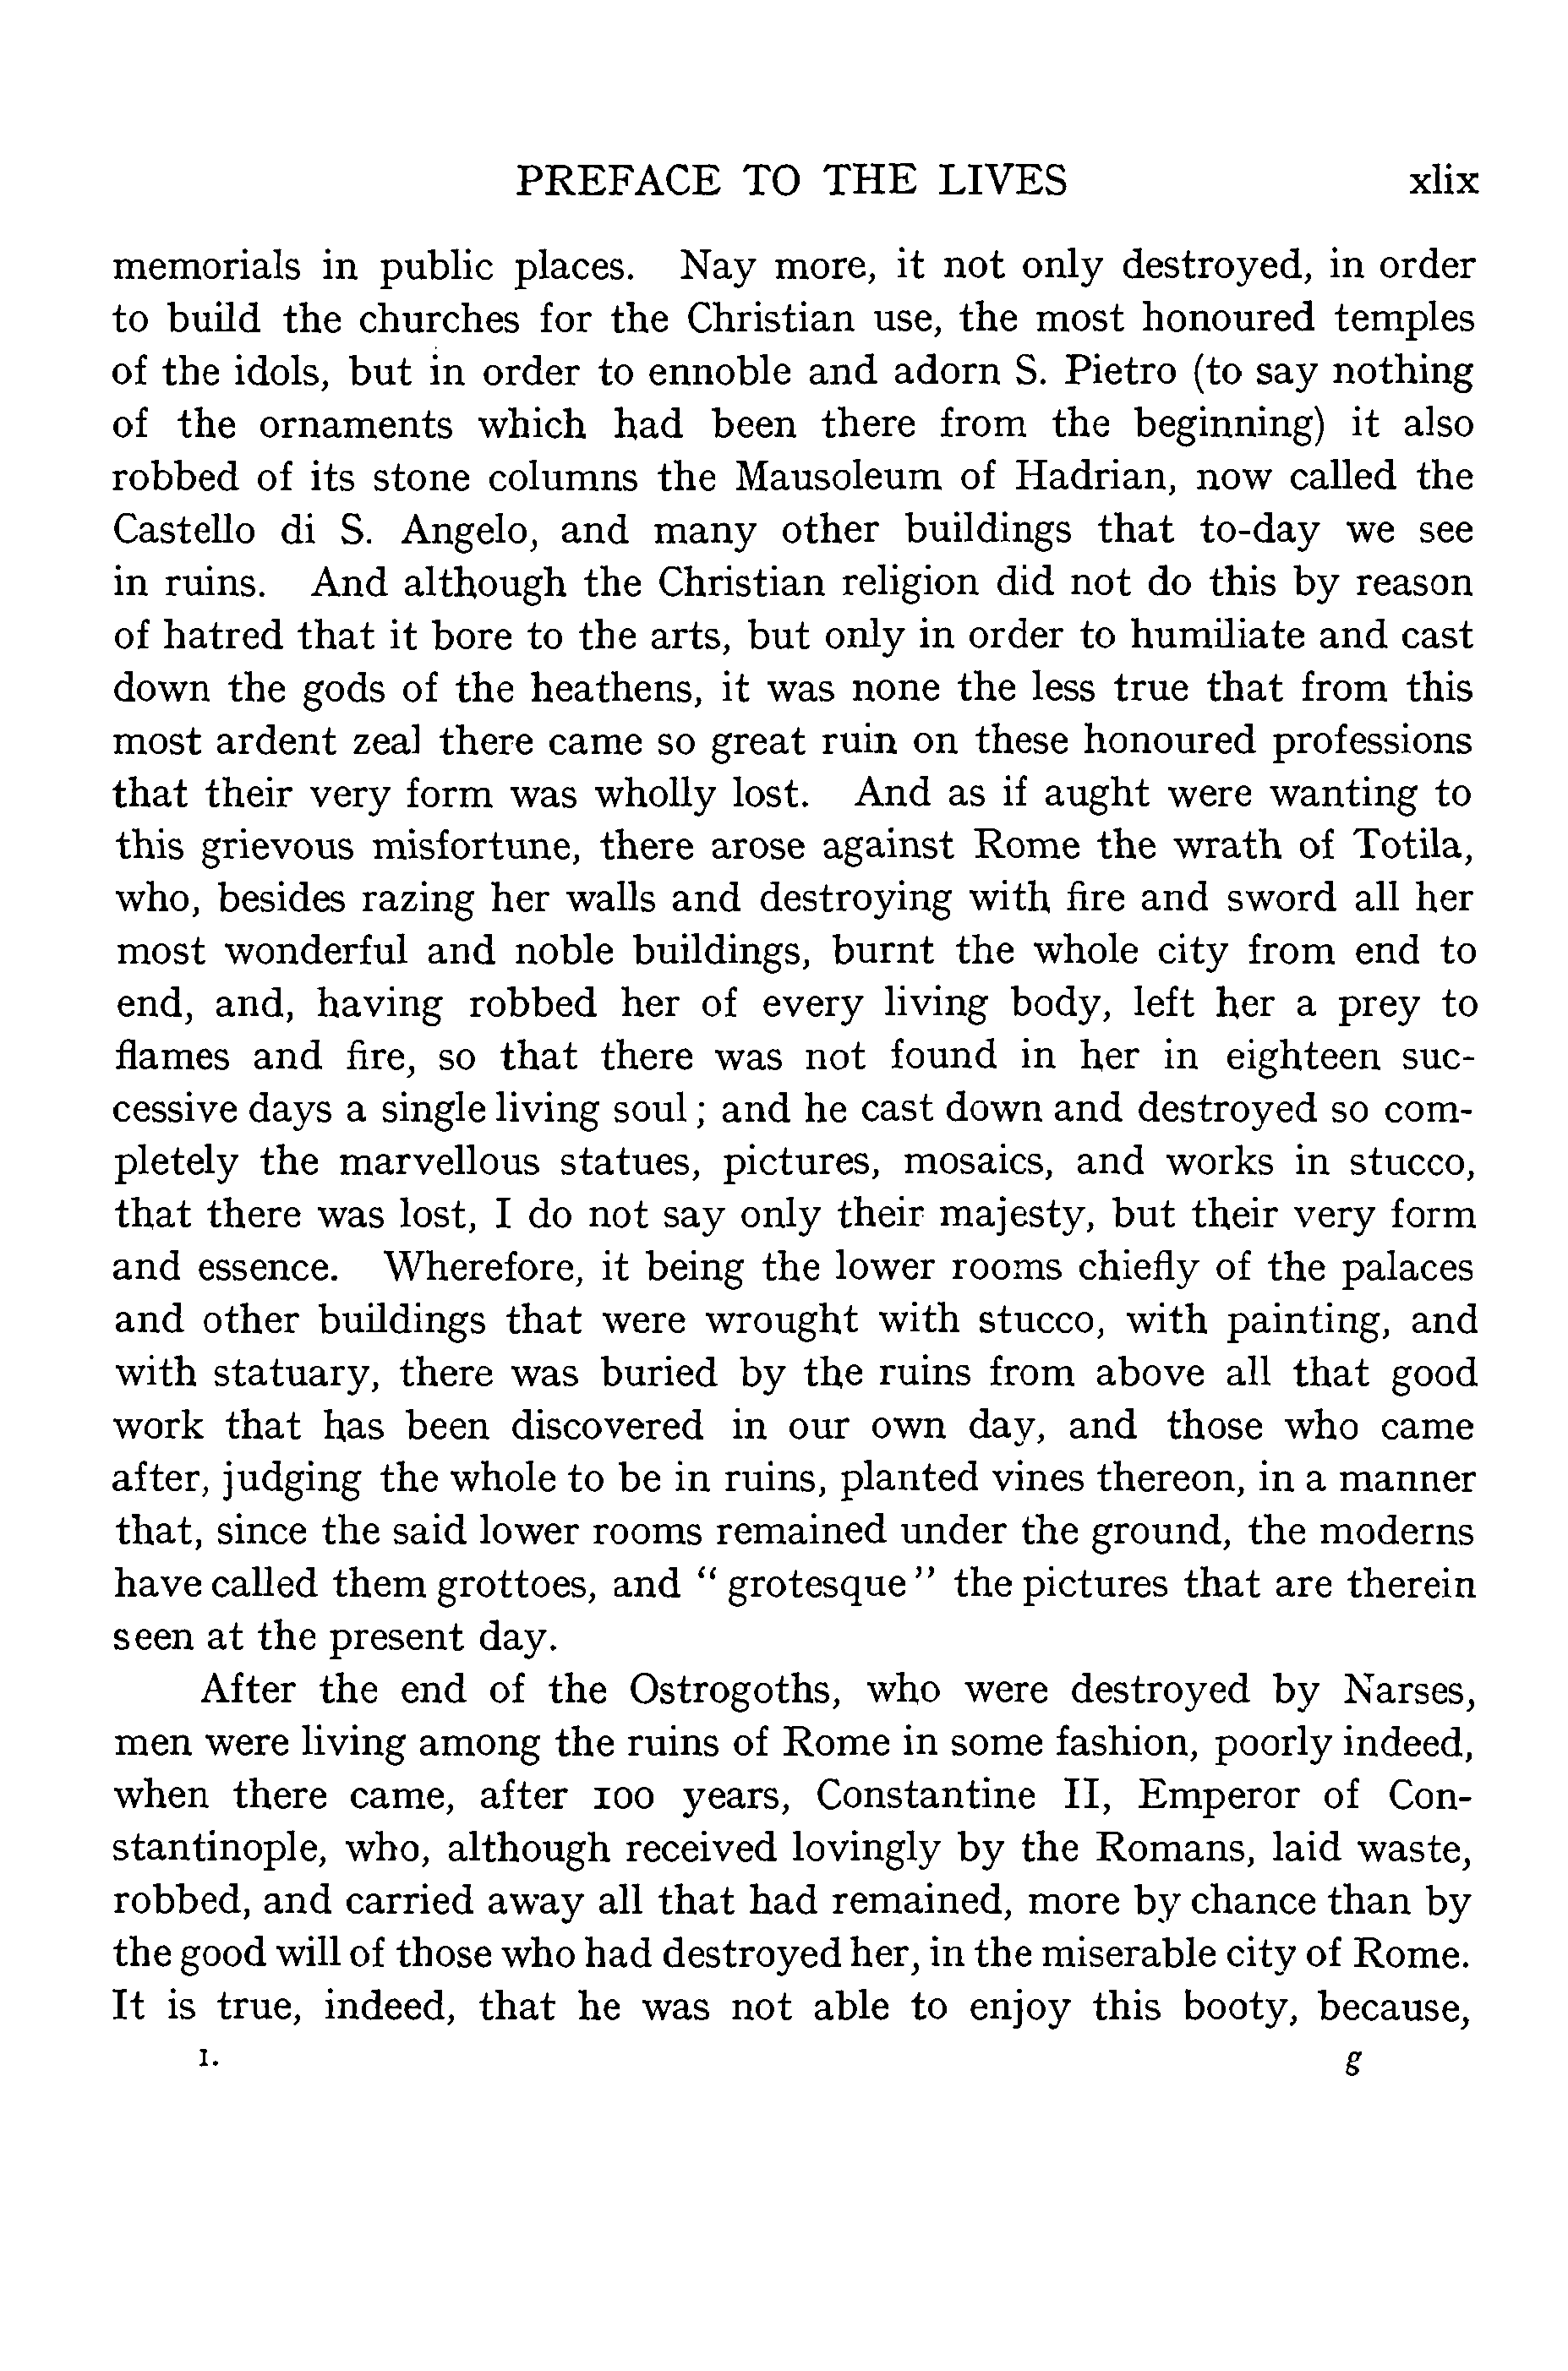 PREFACE TO THE LIVES xlix
memorials in public places. Nay more, it not only destroyed, in order
to build the churches for the Christian use, the most honoured temples
of the idols, but in order to ennoble and adorn S. Pietro (to say nothing
of the ornaments which had been there from the beginning) it also
robbed of its stone columns the Mausoleum of Hadrian, now called the
Castello di S. Angelo, and many other buildings that to-day we see
in ruins. And although the Christian religion did not do this by reason
of hatred that it bore to the arts, but only in order to humiliate and cast
down the gods of the heathens, it was none the less true that from this
most ardent zeal there came so great ruin on these honoured professions
that their very form was wholly lost. And as if aught were wanting to
this grievous misfortune, there arose against Rome the wrath of Totila,
who, besides razing her walls and destroying with fire and sword all her
most wonderful and noble buildings, burnt the whole city from end to
end, and, having robbed her of every living body, left her a prey to
flames and fire, so that there was not found in her in eighteen suc-
cessive days a single living soul; and he cast down and destroyed so com-
pletely the marvellous statues, pictures, mosaics, and works in stucco,
that there was lost, I do not say only their majesty, but their very form
and essence. Wherefore, it being the lower rooms chiefly of the palaces
and other buildings that were wrought with stucco, with painting, and
with statuary, there was buried by the ruins from above all that good
work that has been discovered in our own day, and those who came
after, judging the whole to be in ruins, planted vines thereon, in a manner
that, since the said lower rooms remained under the ground, the moderns
have called them grottoes, and “grotesque” the pictures that are therein
seen at the present day.
After the end of the Ostrogoths, who were destroyed by Narses,
men were living among the ruins of Rome in some fashion, poorly indeed,
when there came, after 100 years, Constantine II, Emperor of Con-
stantinople, who, although received lovingly by the Romans, laid waste,
robbed, and carried away all that had remained, more by chance than by
the good will of those who had destroyed her, in the miserable city of Rome.
It is true, indeed, that he was not able to enjoy this booty, because,
I. g